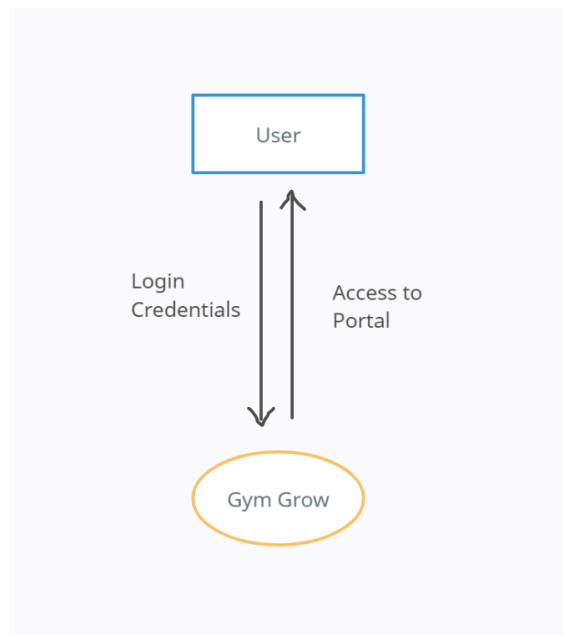 User
Login
Credentials
Access to
Portal
Gym Grow